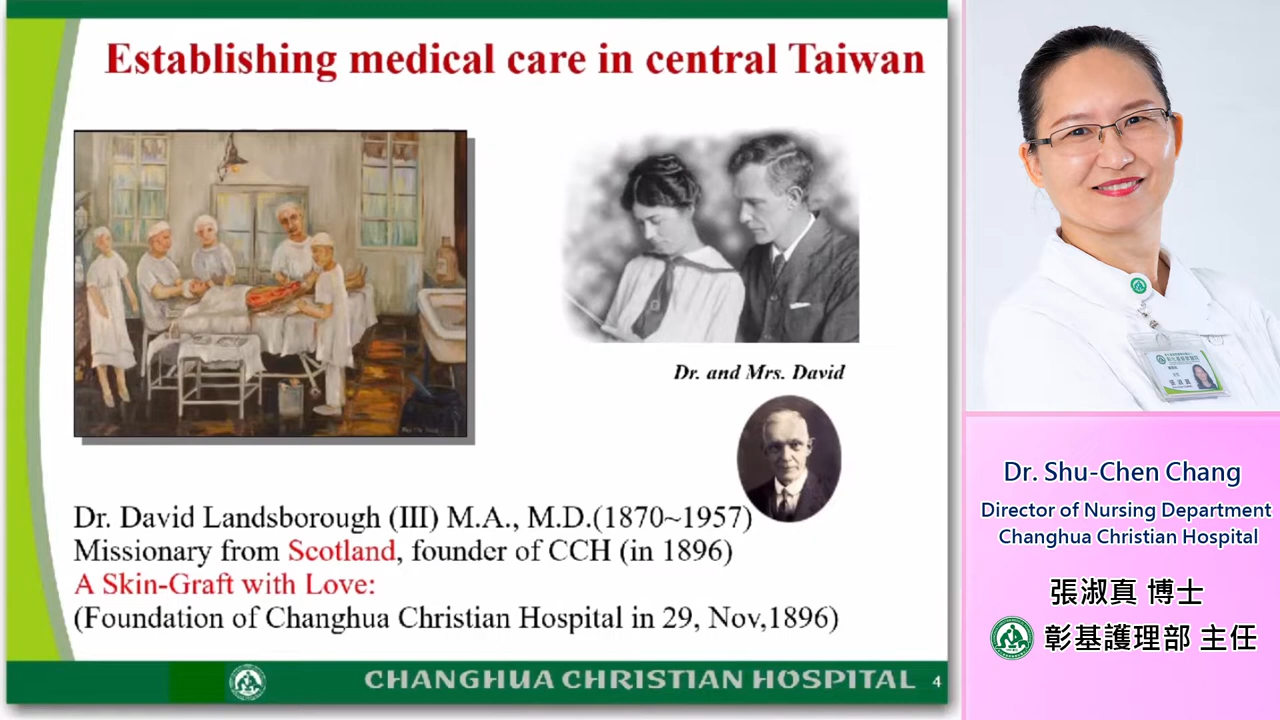 Establishing medical care in central Taiwan
Dr. and Mrs. David
Dr. David Landsborough (III) M.A., M.D.(1870~1957)
Missionary from Scotland, founder of CCH (in 1896)
A Skin-Graft with Love:
(Foundation of Changhua Christian Hospital in 29, Nov,1896)
CHANGHUA CHRISTIAN HOSPITAL 4
Dr. Shu-Chen Chang
Director of Nursing Department
Changhua Christian Hospital
張淑真 博士
彰基護理部 主任